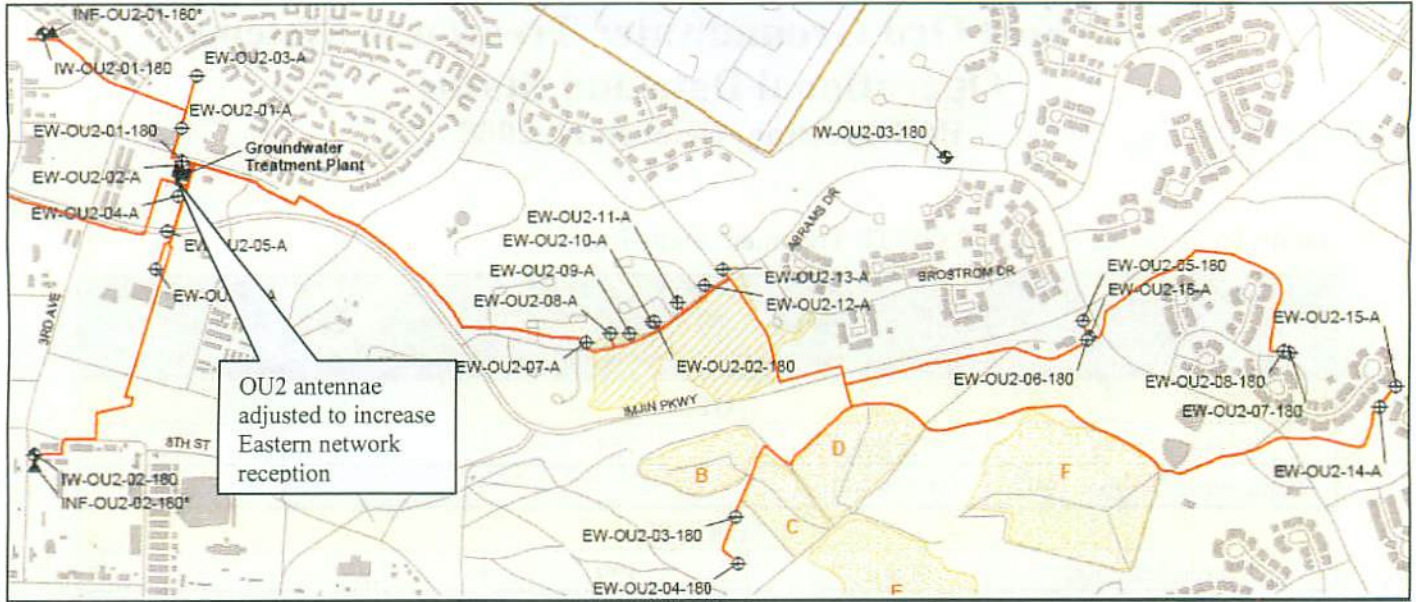 INF-OU2-01-180*
IW-OU2-01-180
EW-OU2-03-A
EW-OU2-01-A
EW-OU2-01-180
Groundwater
Treatment Plant
EW-OU2-02-A
EW-OU2-04-A
EW-OU2-05-A
3RD AVE
OU2 antennae
adjusted to increase
Eastern network
reception
8TH ST
IW-OU2-02-180
INF-OU2-02-180*
IW-OU2-03-180
ABRAMS DR
BROSTROM DR
EW-OU2-11-A
EW-OU2-10-A
EW-OU2-09-A
EW-OU2-08-A
EW-OU2-07-A
EW-OU2-13-A
EW-OU2-12-A
EW-OU2-02-180
IMJIN PKWY
EW-OU2-05-180
EW-OU2-16-A
EW-OU2-06-180
EW-OU2-15-A
EW-OU2-08-180
EW-OU2-07-180
EW-OU2-14-A
B
D
C
F
EW-OU2-03-180
EW-OU2-04-180